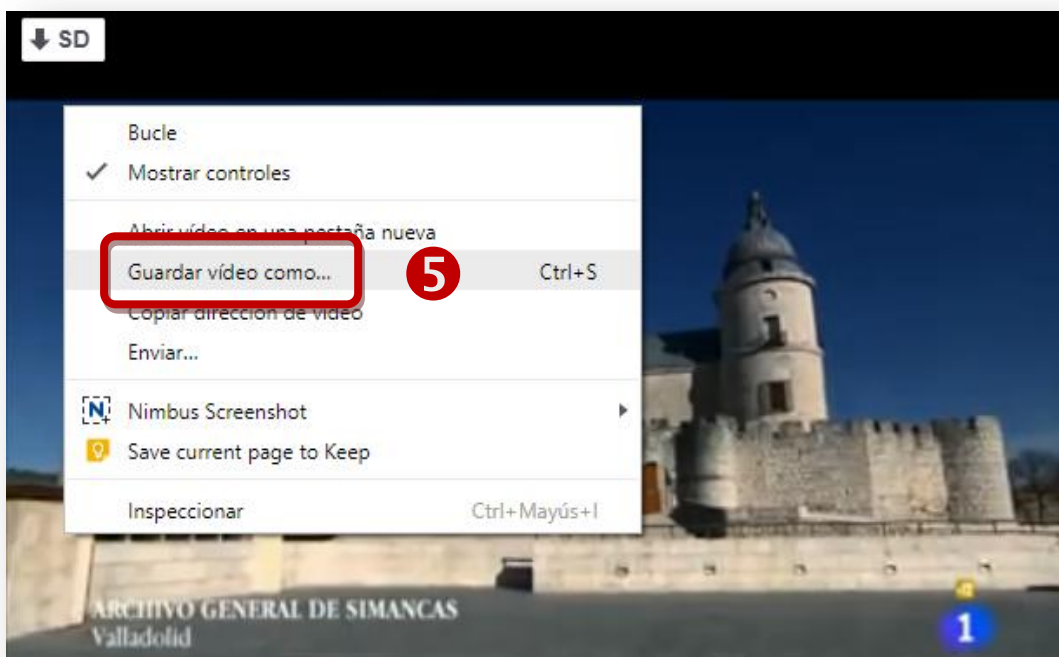 SD
Bucle
Mostrar controles
Abrir vídeo en una pestaña nueva
Guardar vídeo como... 5 Ctrl+S
Copiar dirección de vídeo
Enviar...
N Nimbus Screenshot
Save current page to Keep
Inspeccionar Ctrl+Mayús+I
ARCHIVO GENERAL DE SIMANCAS
Valladolid
1